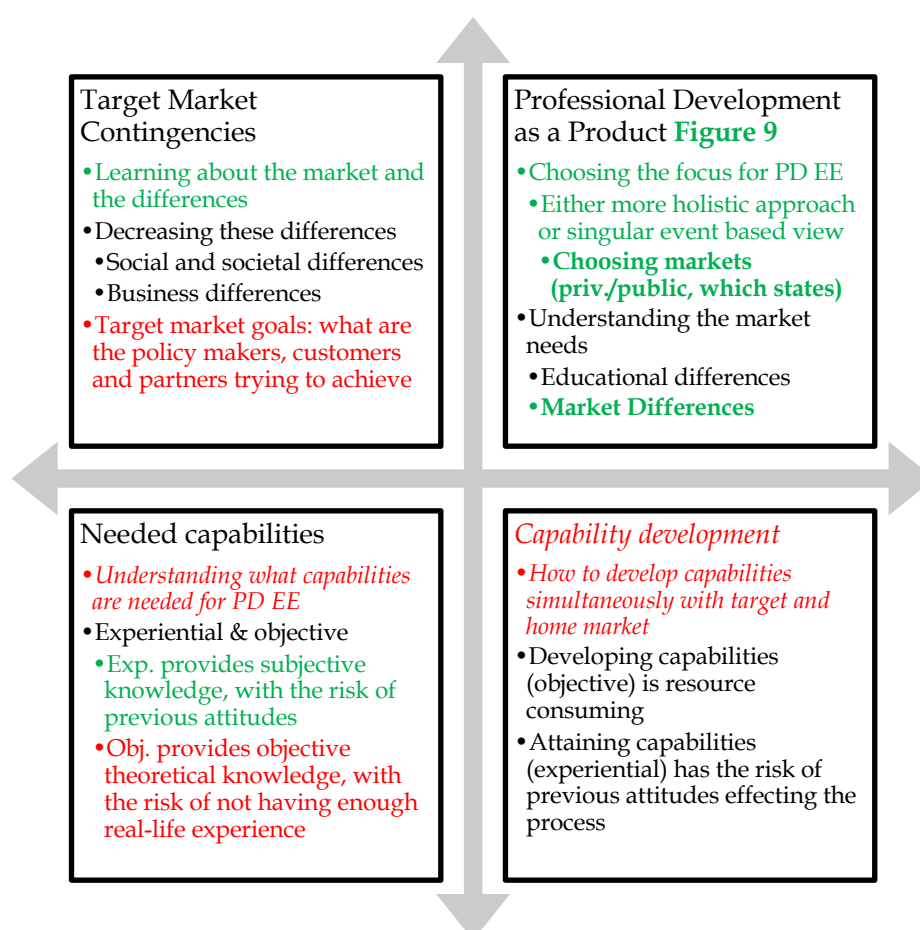 Target Market
Contingencies
•Learning about the market and
the differences
•Decreasing these differences
•Social and societal differences
•Business differences
•Target market goals: what are
the policy makers, customers
and partners trying to achieve
Professional Development
as a Product Figure 9
•Choosing the focus for PD EE
•Either more holistic approach
or singular event based view
•Choosing markets
(priv./public, which states)
•Understanding the market
needs
•Educational differences
•Market Differences
Needed capabilities
•Understanding what capabilities
are needed for PD EE
•Experiential & objective
•Exp. provides subjective
knowledge, with the risk of
previous attitudes
•Obj. provides objective
theoretical knowledge, with
the risk of not having enough
real-life experience
Capability development
•How to develop capabilities
simultaneously with target and
home market
•Developing capabilities
(objective) is resource
consuming
•Attaining capabilities
(experiential) has the risk of
previous attitudes effecting the
process